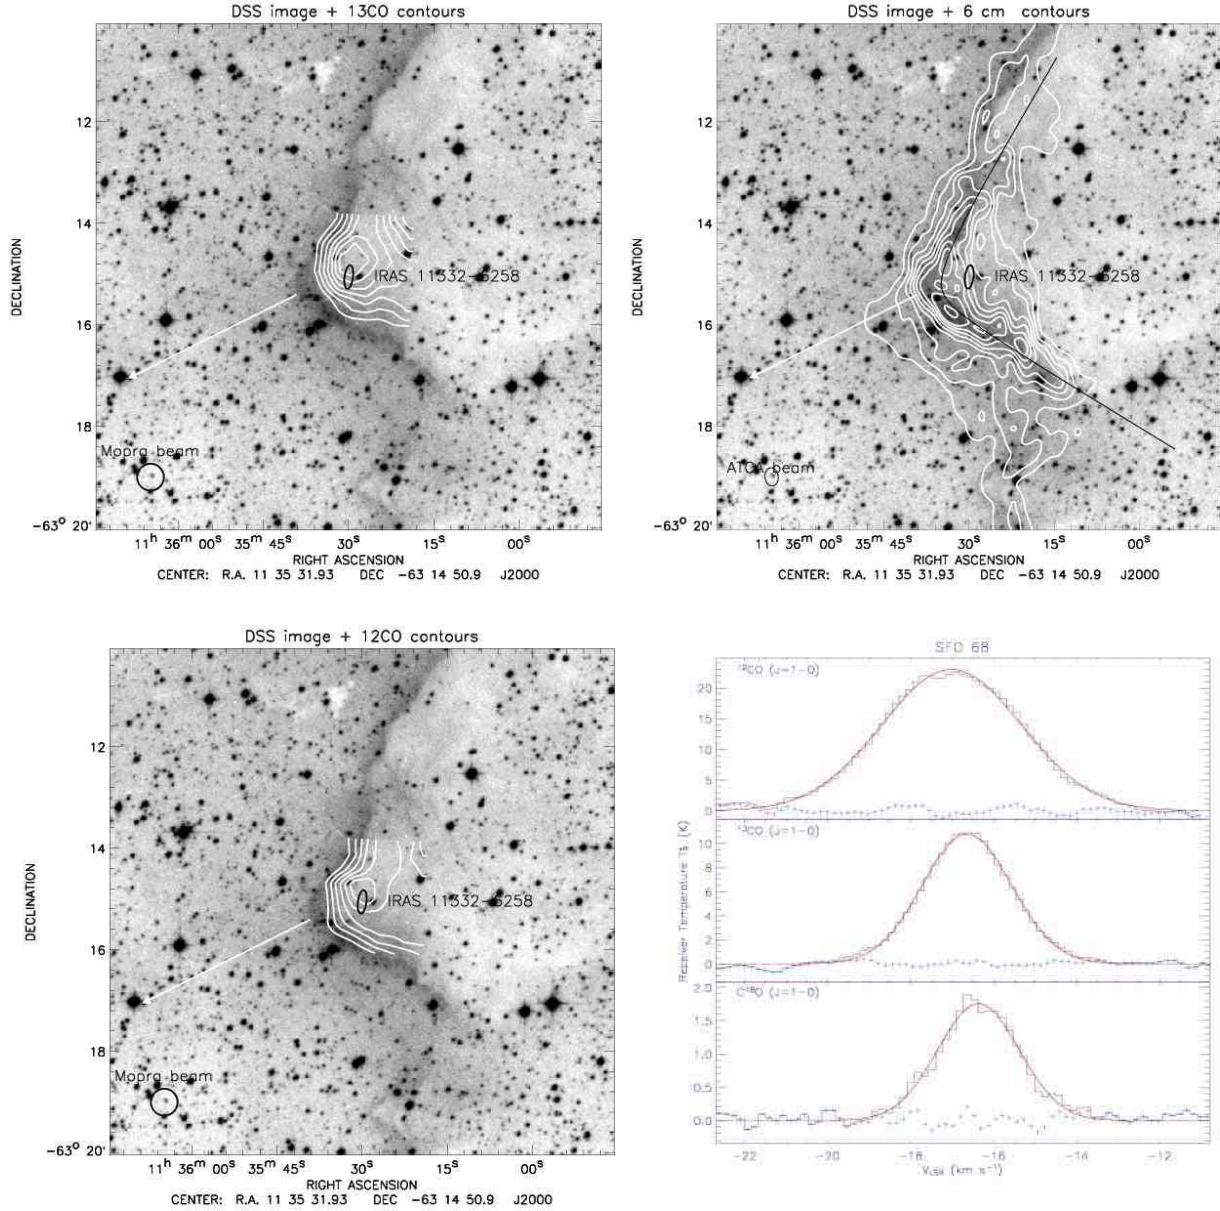 DSS image + 13CO contours
12
14
16
18
-63° 20'
DECLINATION
IRAS 11332-6258
Mopra beam
11h 36m 00s 35m 45s 30s 15s 00s
RIGHT ASCENSION
CENTER: R.A. 11 35 31.93 DEC -63 14 50.9 J2000
DSS image + 6 cm contours
12
14
16
18
-63° 20'
DECLINATION
IRAS 11332-6258
ATCA beam
11h 36m 00s 35m 45s 30s 15s 00s
RIGHT ASCENSION
CENTER: R.A. 11 35 31.93 DEC -63 14 50.9 J2000
DSS image + 12CO contours
12
14
16
18
-63° 20'
DECLINATION
IRAS 11332-6258
Mopra beam
11h 36m 00s 35m 45s 30s 15s 00s
RIGHT ASCENSION
CENTER: R.A. 11 35 31.93 DEC -63 14 50.9 J2000
SFO 68
12CO (J=1-0)
20
15
10
5
0
13CO (J=1-0)
10
8
6
4
2
0
C18O (J=1-0)
2.0
1.5
1.0
0.5
0.0
Receiver Temperature (K)
-22 -20 -18 -16 -14 -12
VLSR (km s-1)